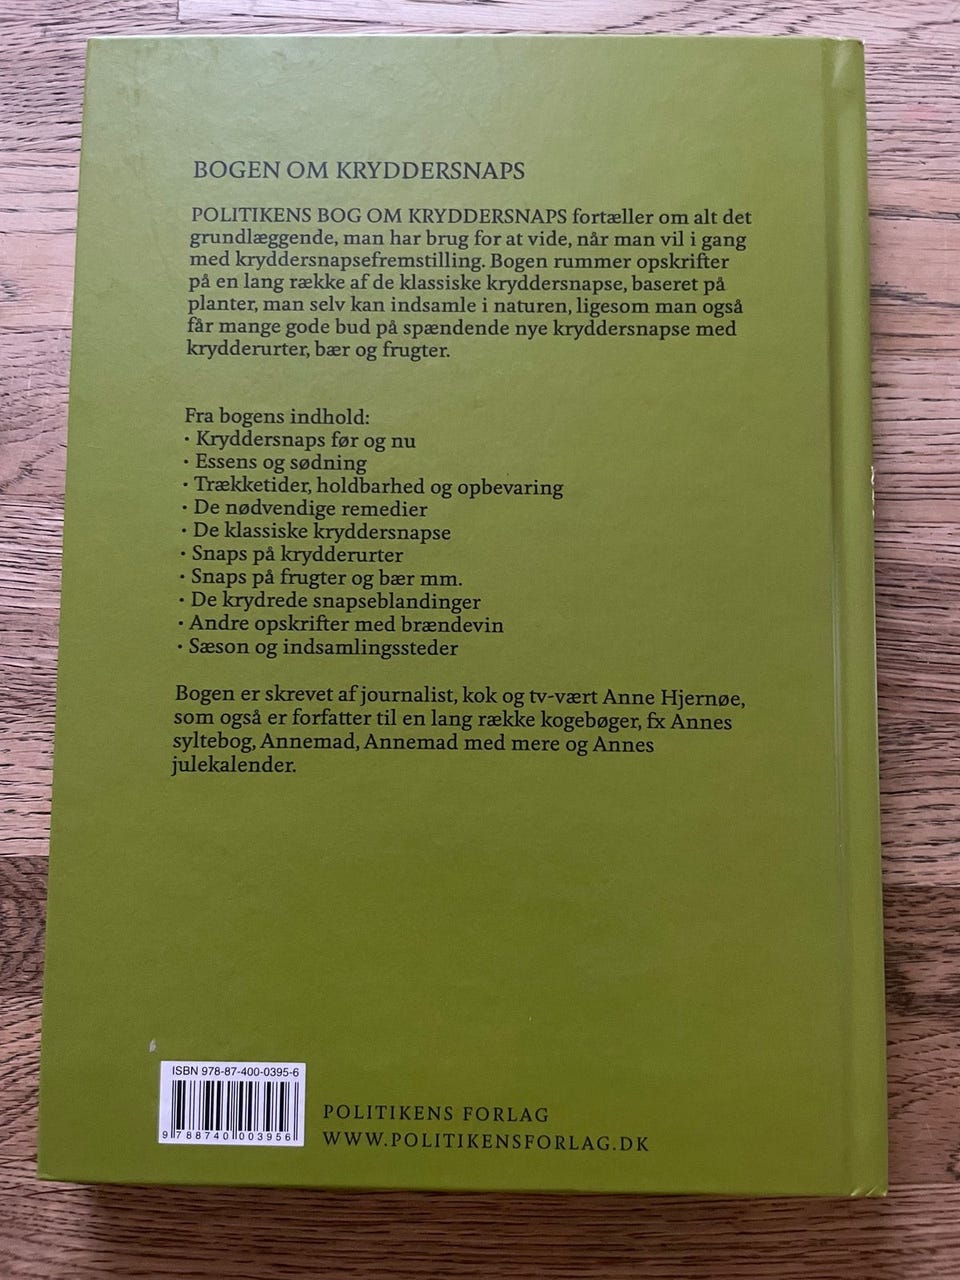 BOGEN OM KRYDDERSNAPS
POLITIKENS BOG OM KRYDDERSNAPS fortæller om alt det
grundlæggende, man har brug for at vide, når man vil i gang
med kryddersnapsefremstilling. Bogen rummer opskrifter
på en lang række af de klassiske kryddersnapse, baseret på
planter, man selv kan indsamle i naturen, ligesom man også
får mange gode bud på spændende nye kryddersnapse med
krydderurter, bær og frugter.
Fra bogens indhold:
· Kryddersnaps før og nu
· Essens og sødning
· Trækketider, holdbarhed og opbevaring
· De nødvendige remedier
· De klassiske kryddersnapse
· Snaps på krydderurter
· Snaps på frugter og bær mm.
· De krydrede snapseblandinger
· Andre opskrifter med brændevin
· Sæson og indsamlingssteder
Bogen er skrevet af journalist, kok og tv-vært Anne Hjernøe,
som også er forfatter til en lang række kogebøger, fx Annes
syltebog, Annemad, Annemad med mere og Annes
julekalender.
ISBN 978-87-400-0395-6
9 788740 003956
POLITIKENS FORLAG
WWW.POLITIKENSFORLAG.DK